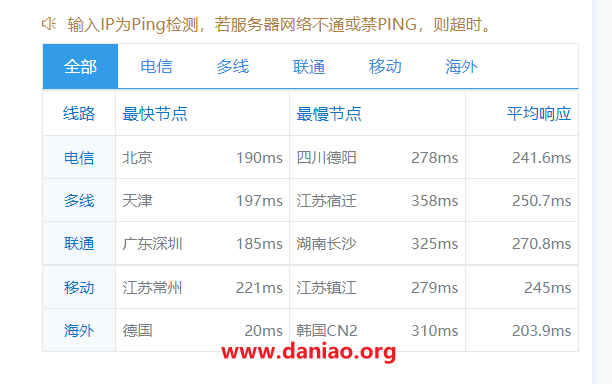 输入IP为Ping检测，若服务器网络不通或禁PING，则超时。
全部 电信 多线 联通 移动 海外
线路 最快节点 最慢节点 平均响应
电信 北京 190ms 四川德阳 278ms 241.6ms
多线 天津 197ms 江苏宿迁 358ms 250.7ms
联通 广东深圳 185ms 湖南长沙 325ms 270.8ms
移动 江苏常州 221ms 江苏镇江 279ms 245ms
海外 德国 20ms 韩国CN2 310ms 203.9ms
www.daniao.org